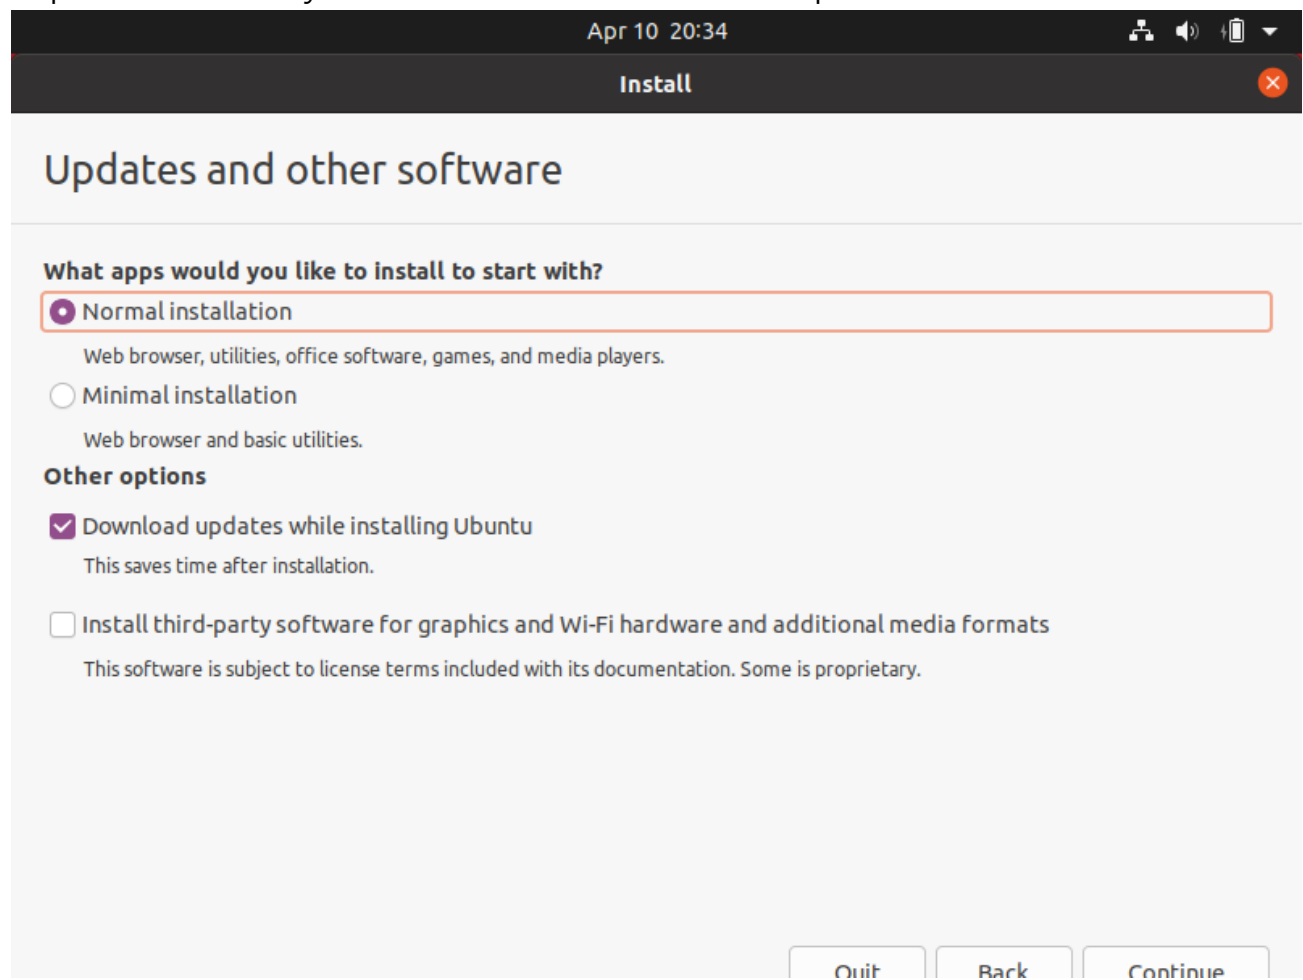 Apr 10 20:34
Install
Updates and other software
What apps would you like to install to start with?
Normal installation
Web browser, utilities, office software, games, and media players.
Minimal installation
Web browser and basic utilities.
Other options
Download updates while installing Ubuntu
This saves time after installation.
Install third-party software for graphics and Wi-Fi hardware and additional media formats
This software is subject to license terms included with its documentation. Some is proprietary.
Quit Back Continue